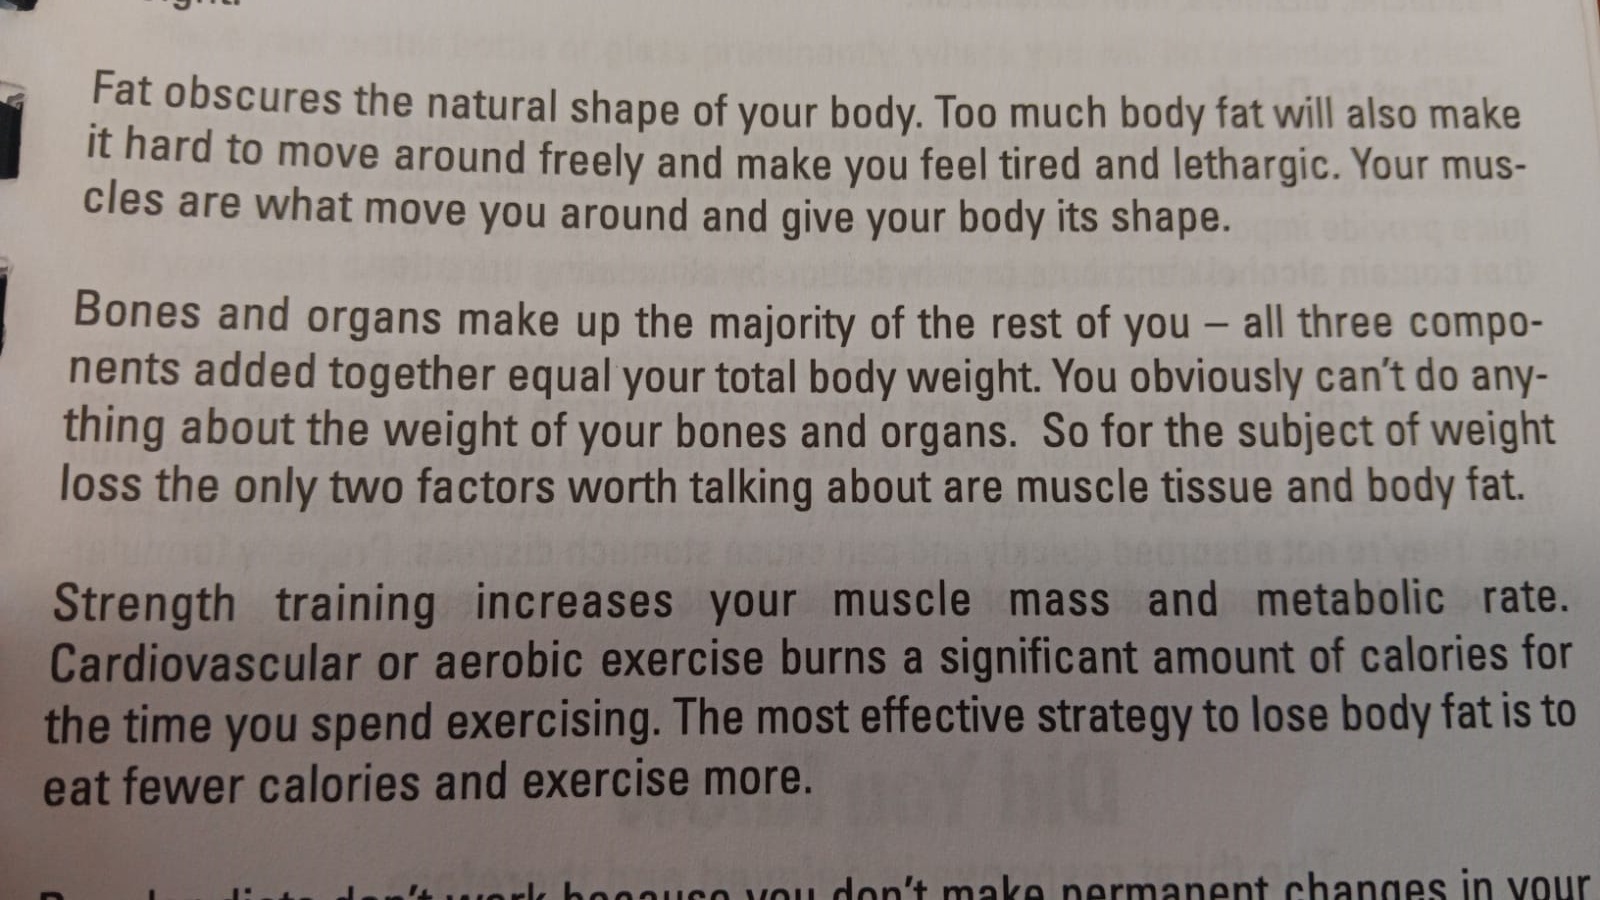 Fat obscures the natural shape of your body. Too much body fat will also make
it hard to move around freely and make you feel tired and lethargic. Your mus-
cles are what move you around and give your body its shape.
Bones and organs make up the majority of the rest of you – all three compo-
nents added together equal your total body weight. You obviously can't do any-
thing about the weight of your bones and organs. So for the subject of weight
loss the only two factors worth talking about are muscle tissue and body fat.
Strength training increases your muscle mass and metabolic rate.
Cardiovascular or aerobic exercise burns a significant amount of calories for
the time you spend exercising. The most effective strategy to lose body fat is to
eat fewer calories and exercise more.
diets don't work because you don't make permanent changes in your